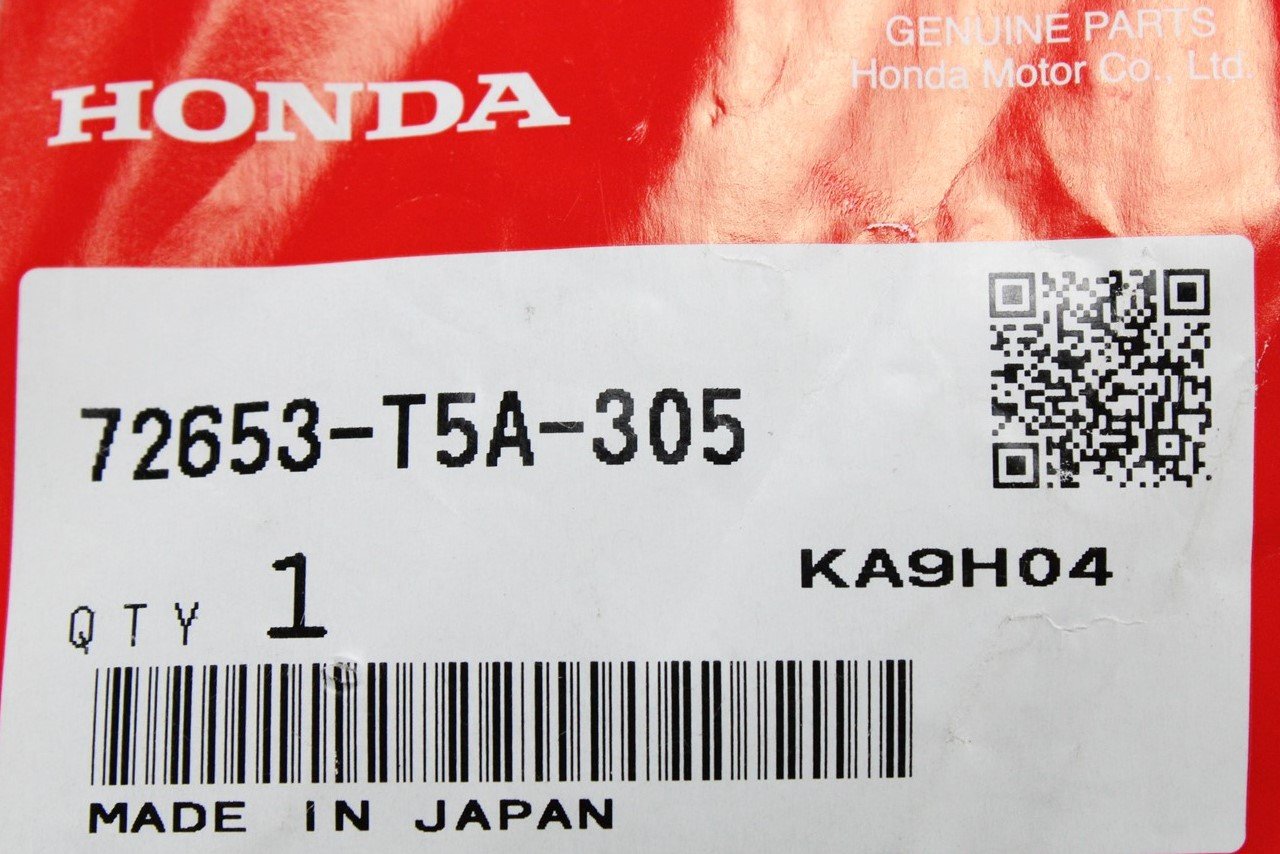 GENUINE PARTS
Honda Motor Co., Ltd.
HONDA
72653-T5A-305
QTY 1
KA9H04
MADE IN JAPAN